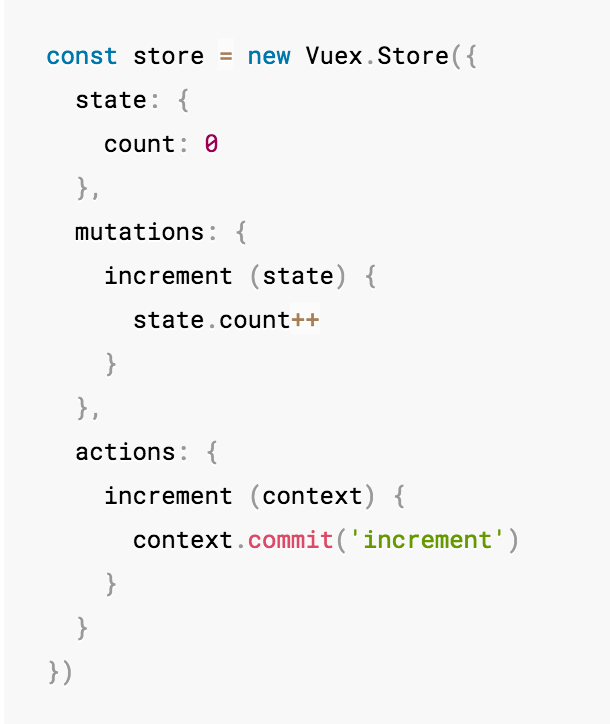 const store = new Vuex.Store({
  state: {
    count: 0
  },
  mutations: {
    increment (state) {
      state.count++
    }
  },
  actions: {
    increment (context) {
      context.commit('increment')
    }
  }
})